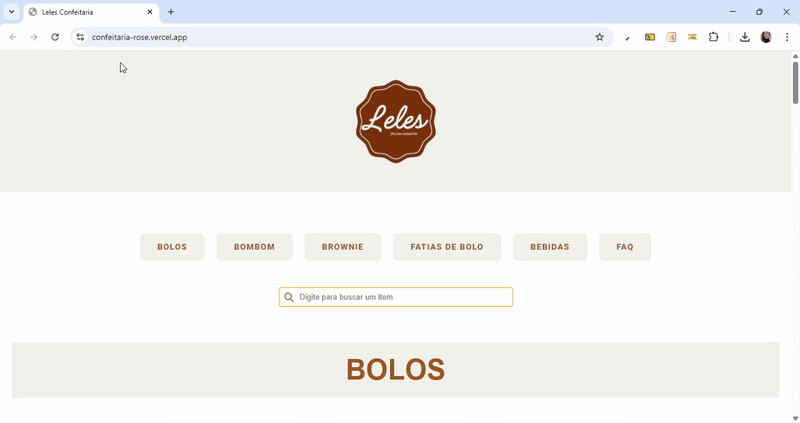 Leles Confeitaria
confeitaria-rose.vercel.app
Leles
BOLOS
BOMBOM
BROWNIE
FATIAS DE BOLO
BEBIDAS
FAQ
Digite para buscar um item
BOLOS